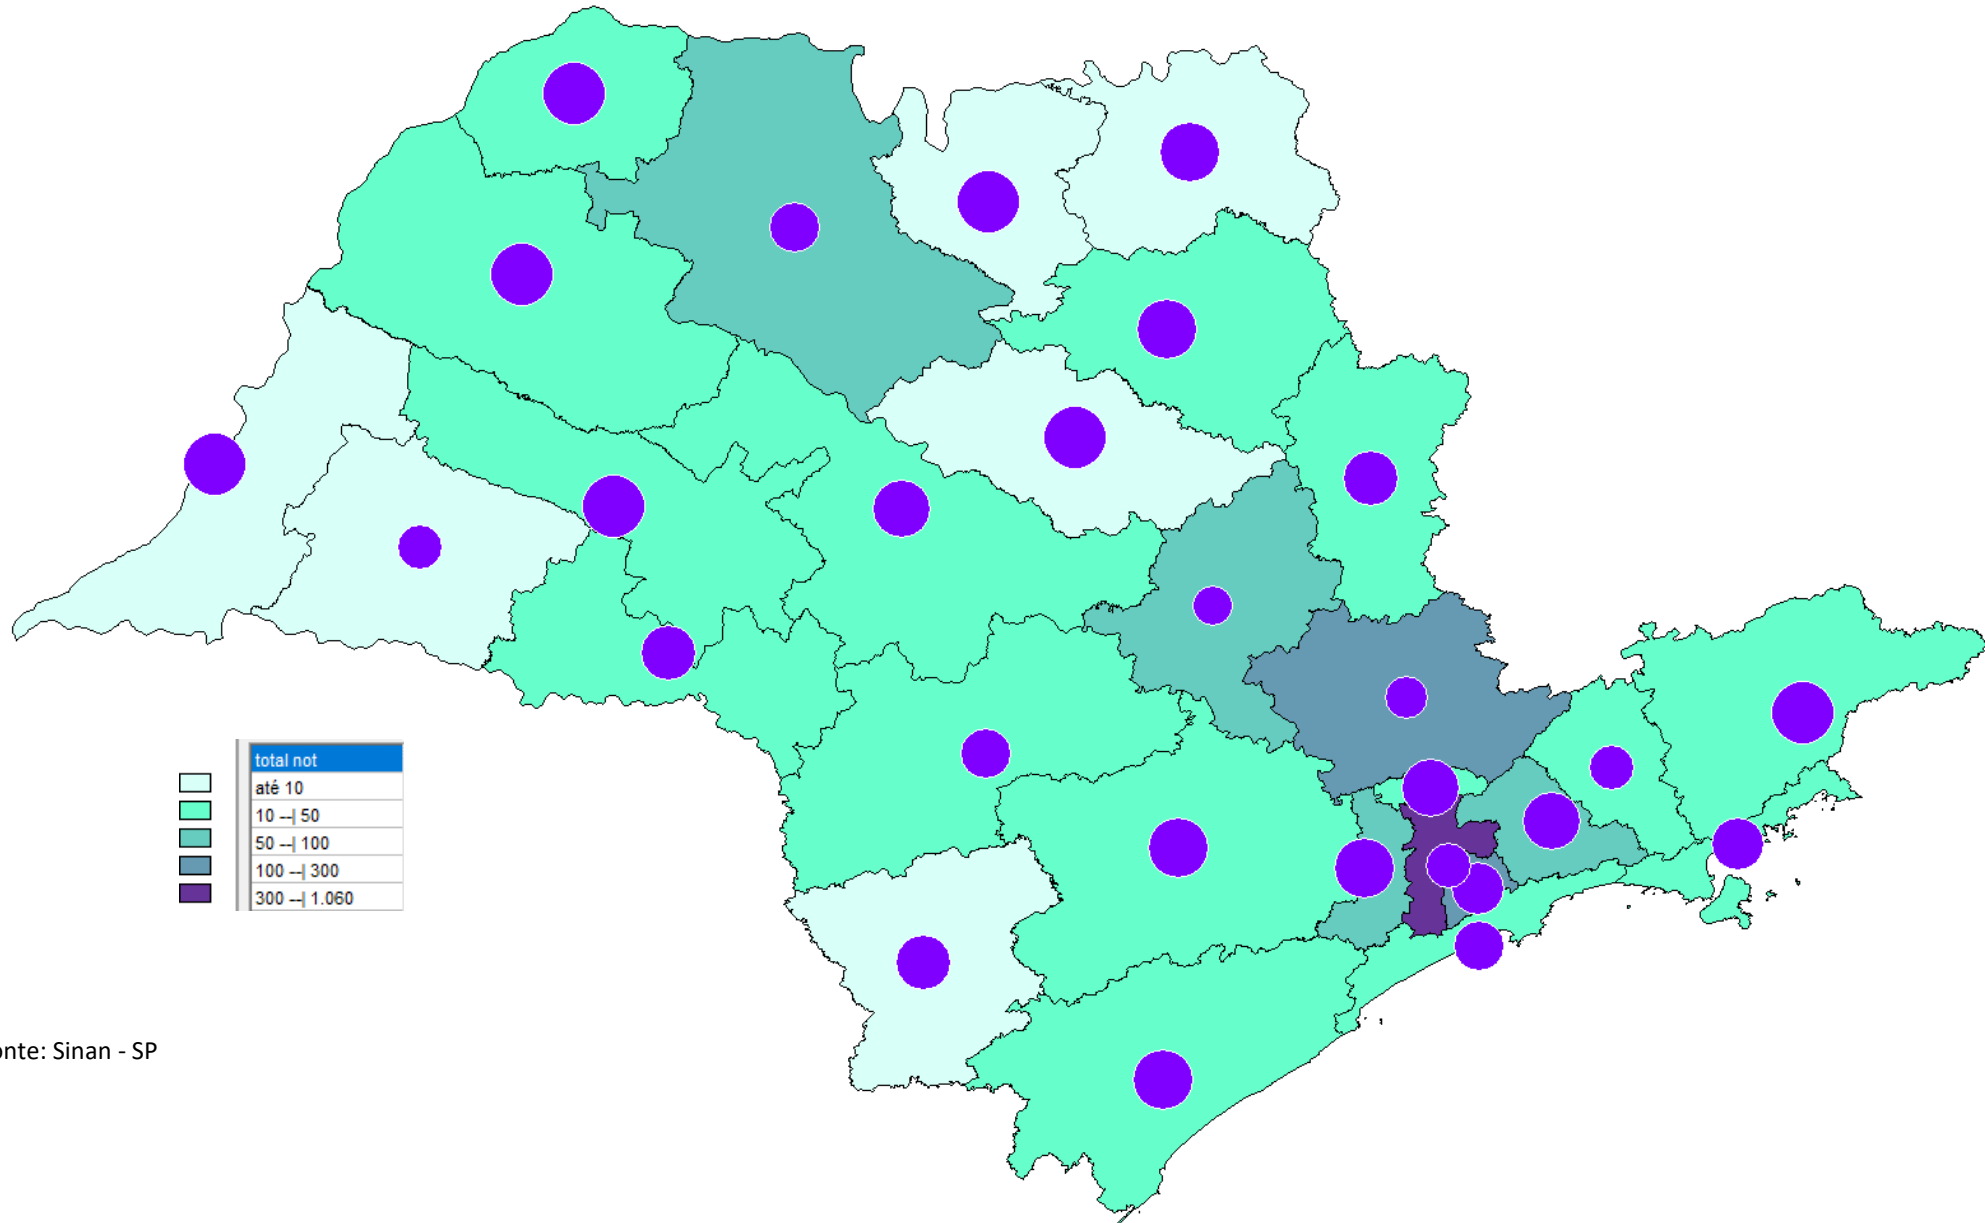 total not
até 10
10 --| 50
50 --| 100
100 --| 300
300 --| 1.060
onte: Sinan - SP